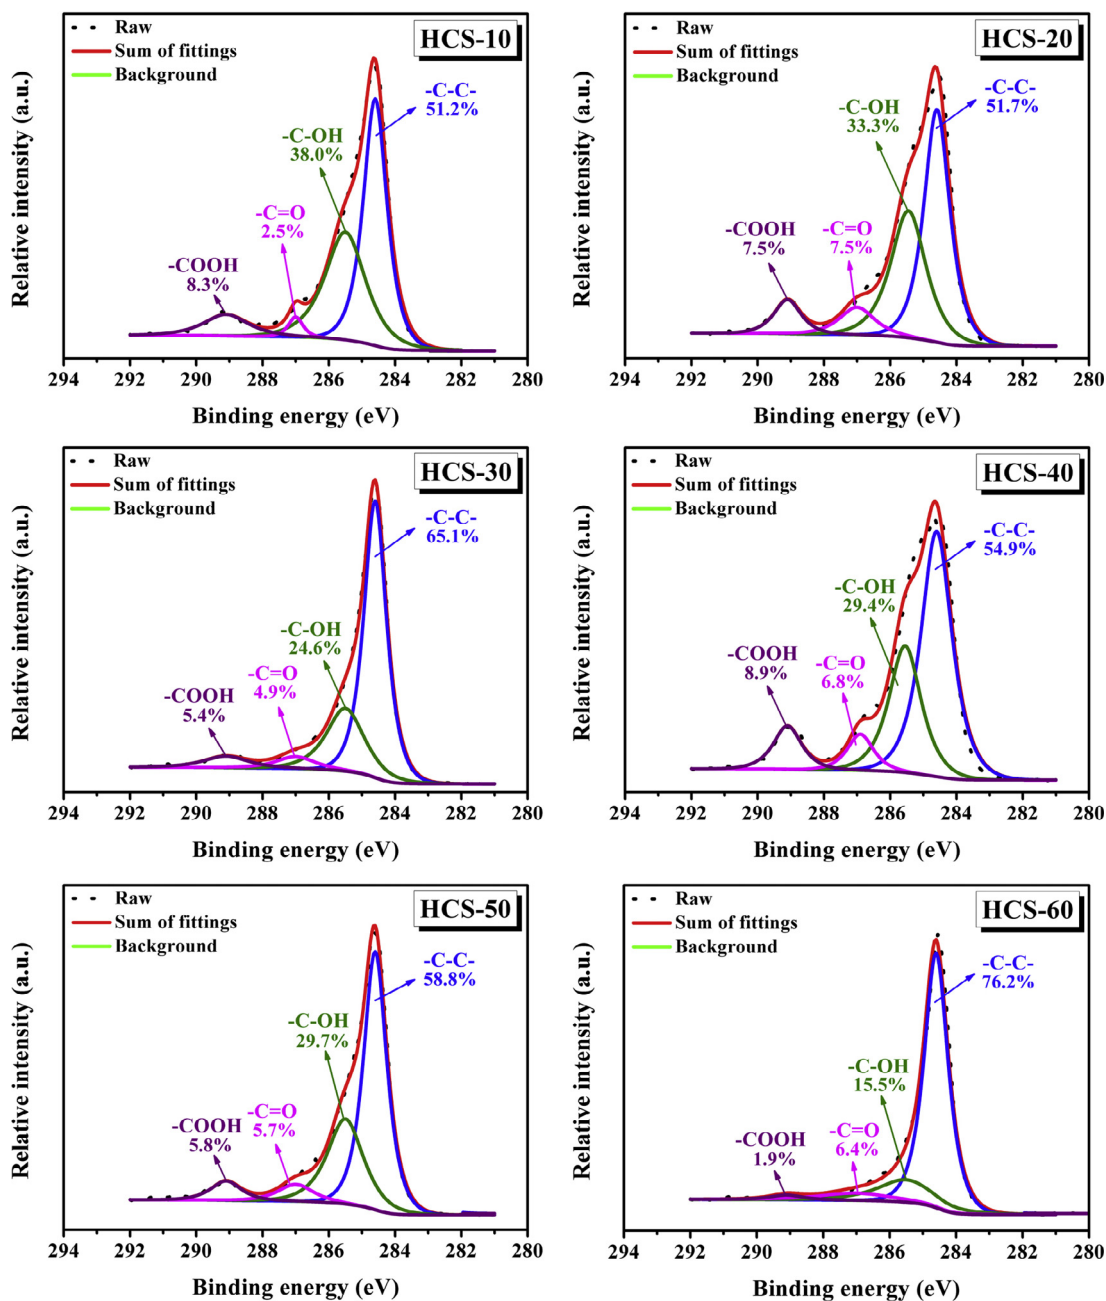 Raw
Sum of fittings
Background
HCS-10
-C-C-
51.2%
-C-OH
38.0%
-C=O
2.5%
-COOH
8.3%
Relative intensity (a.u.)
294 292 290 288 286 284 282 280
Binding energy (eV)
Raw
Sum of fittings
Background
HCS-20
-C-C-
51.7%
-C-OH
33.3%
-C=O
7.5%
-COOH
7.5%
Relative intensity (a.u.)
294 292 290 288 286 284 282 280
Binding energy (eV)
Raw
Sum of fittings
Background
HCS-30
-C-C-
65.1%
-C-OH
24.6%
-C=O
4.9%
-COOH
5.4%
Relative intensity (a.u.)
294 292 290 288 286 284 282 280
Binding energy (eV)
Raw
Sum of fittings
Background
HCS-40
-C-C-
54.9%
-C-OH
29.4%
-C=O
6.8%
-COOH
8.9%
Relative intensity (a.u.)
294 292 290 288 286 284 282 280
Binding energy (eV)
Raw
Sum of fittings
Background
HCS-50
-C-C-
58.8%
-C-OH
29.7%
-C=O
5.7%
-COOH
5.8%
Relative intensity (a.u.)
294 292 290 288 286 284 282 280
Binding energy (eV)
Raw
Sum of fittings
Background
HCS-60
-C-C-
76.2%
-C-OH
15.5%
-C=O
6.4%
-COOH
1.9%
Relative intensity (a.u.)
294 292 290 288 286 284 282 280
Binding energy (eV)